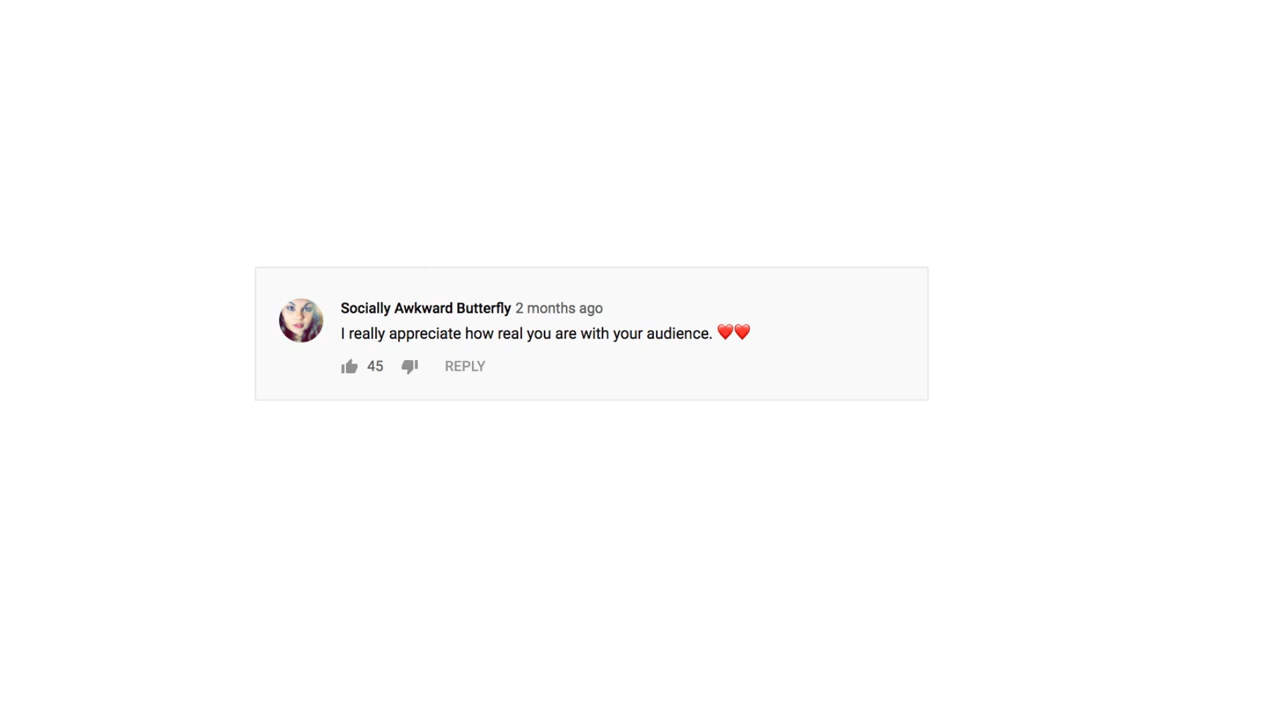 Socially Awkward Butterfly 2 months ago
I really appreciate how real you are with your audience. ❤️❤️
45 REPLY